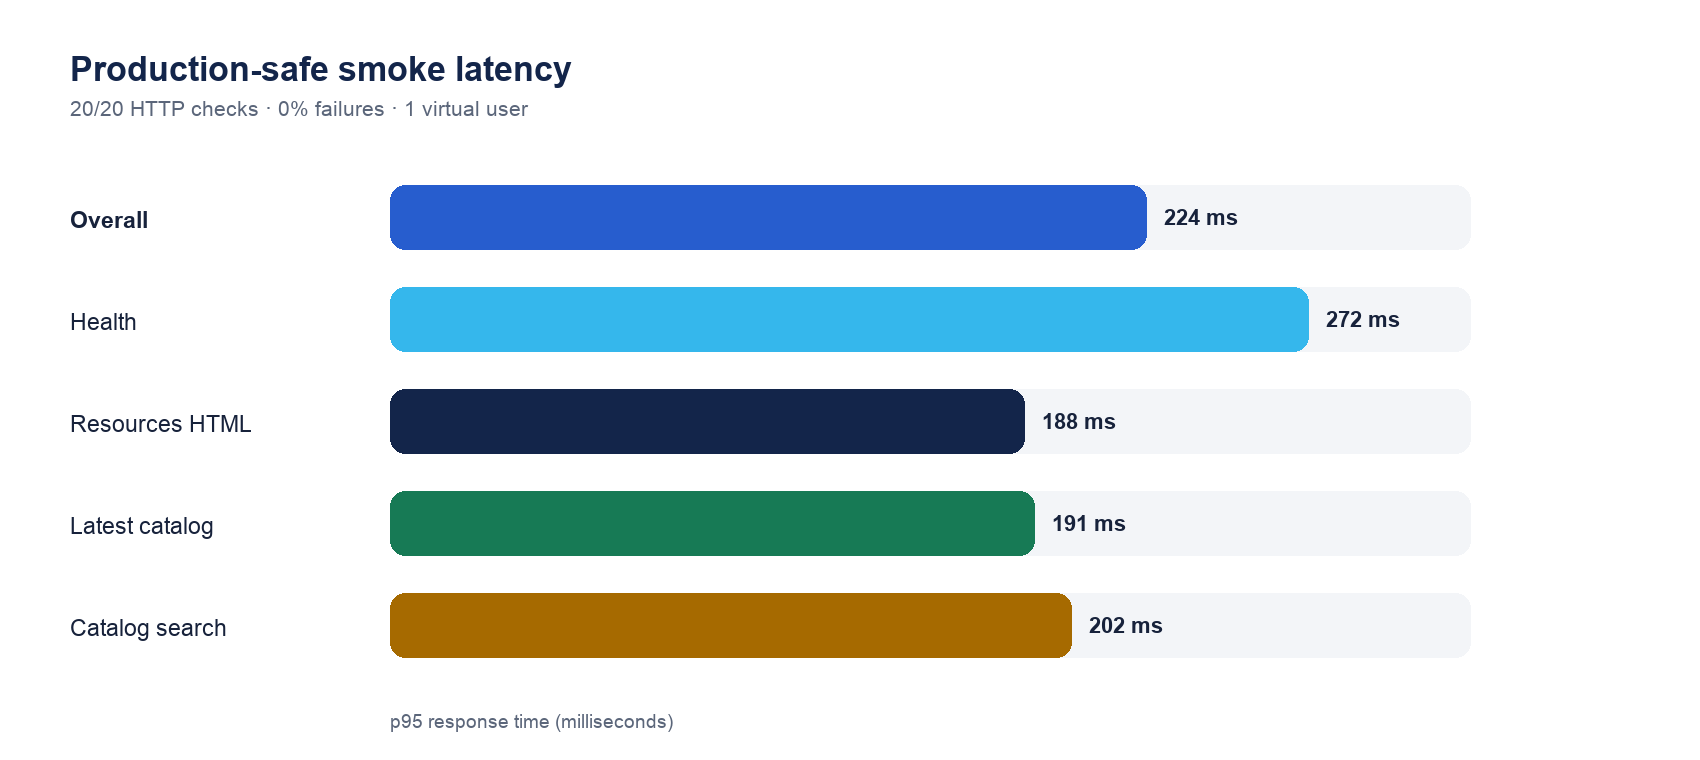 Production-safe smoke latency
20/20 HTTP checks · 0% failures · 1 virtual user
Overall
224 ms
Health
272 ms
Resources HTML
188 ms
Latest catalog
191 ms
Catalog search
202 ms
p95 response time (milliseconds)